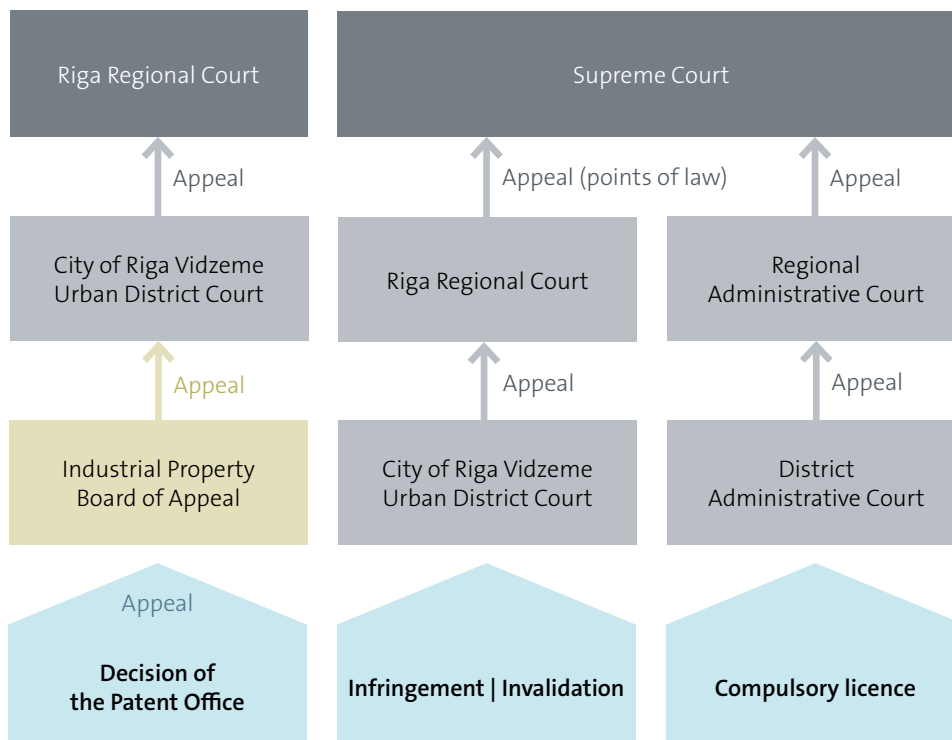 Riga Regional Court
Supreme Court
Appeal
Appeal (points of law)
Appeal
City of Riga Vidzeme
Urban District Court
Riga Regional Court
Regional
Administrative Court
Appeal
Appeal
Appeal
Industrial Property
Board of Appeal
City of Riga Vidzeme
Urban District Court
District
Administrative Court
Appeal
Decision of
the Patent Office
Infringement | Invalidation
Compulsory licence